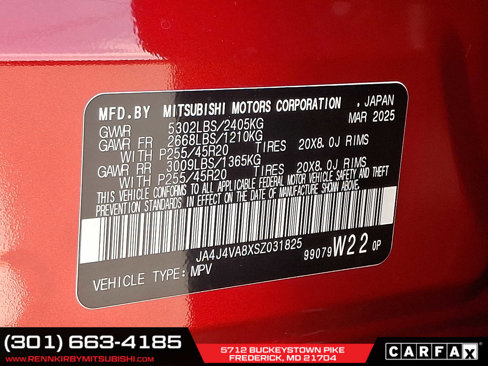 MFD.BY MITSUBISHI MOTORS CORPORATION , JAPAN
MAR 2025
GVWR 5302LBS/2405KG
GAWR FR 2668LBS/1210KG
WITH P255/45R20 TIRES 20X8.0J RIMS
GAWR RR 3009LBS/1365KG
WITH P255/45R20 TIRES 20X8.0J RIMS
THIS VEHICLE CONFORMS TO ALL APPLICABLE FEDERAL MOTOR VEHICLE SAFETY AND THEFT
PREVENTION STANDARDS IN EFFECT ON THE DATE OF MANUFACTURE SHOWN ABOVE.
JA4J4VA8XSZ031825
99079 W22 0P
VEHICLE TYPE: MPV
(301) 663-4185
WWW.RENNKIRBYMITSUBISHI.COM
5712 BUCKEYSTOWN PIKE
FREDERICK, MD 21704
CARFAX